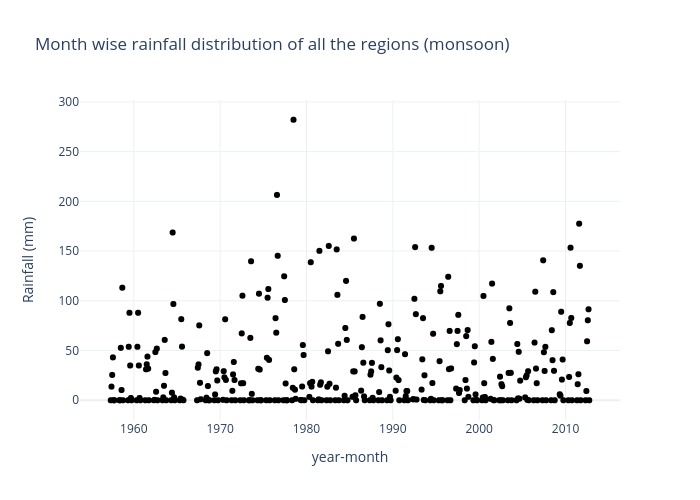 Month wise rainfall distribution of all the regions (monsoon)
300
250
200
150
100
50
0
Rainfall (mm)
1960 1970 1980 1990 2000 2010
year-month